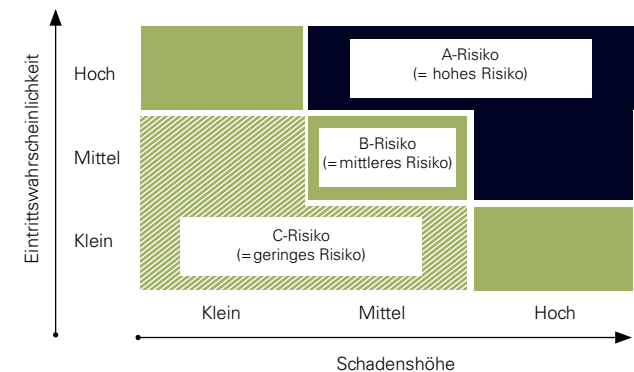 Eintrittswahrscheinlichkeit
Hoch
A-Risiko
(= hohes Risiko)
Mittel
B-Risiko
(= mittleres Risiko)
Klein
C-Risiko
(= geringes Risiko)
Klein
Mittel
Hoch
Schadenshöhe